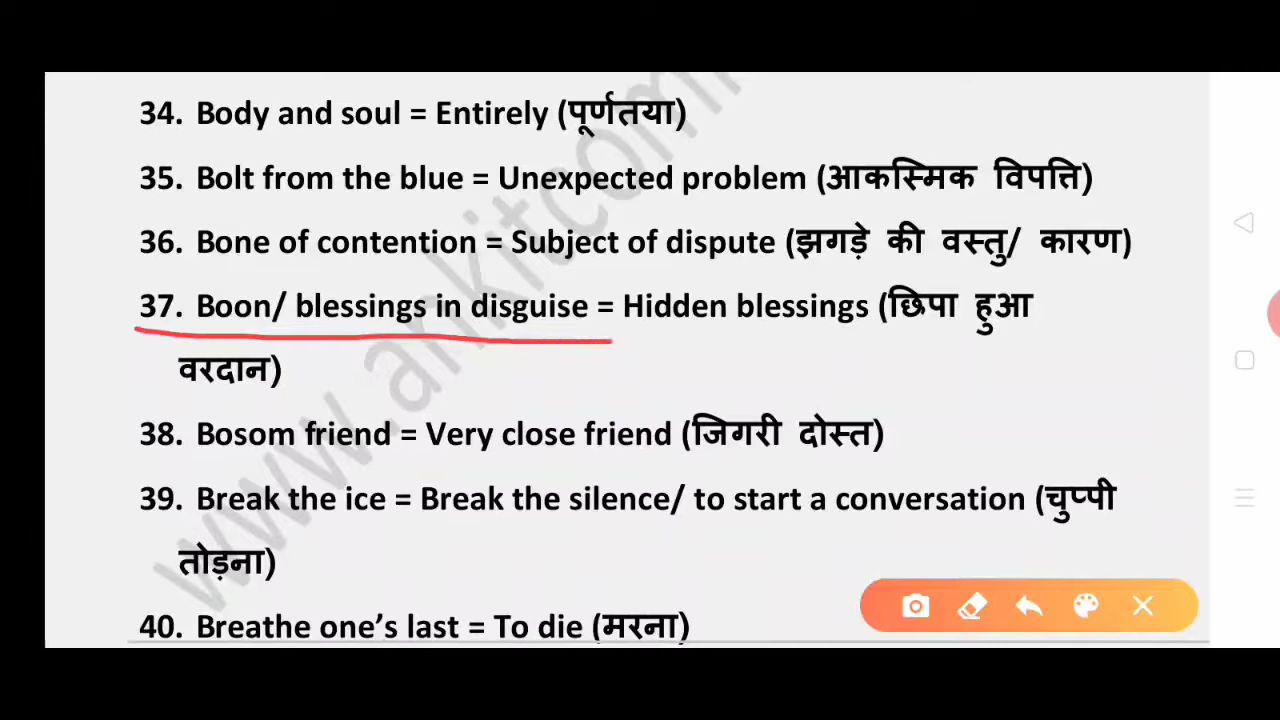 34. Body and soul = Entirely (पूर्णतया)
35. Bolt from the blue = Unexpected problem (आकस्मिक विपत्ति)
36. Bone of contention = Subject of dispute (झगड़े की वस्तु/ कारण)
37. Boon/ blessings in disguise = Hidden blessings (छिपा हुआ
वरदान)
38. Bosom friend = Very close friend (जिगरी दोस्त)
39. Break the ice = Break the silence/ to start a conversation (चुप्पी
तोड़ना)
40. Breathe one’s last = To die (मरना)